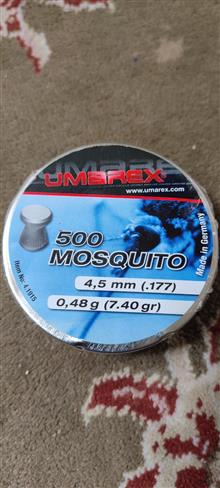 UMAREX
UMAREX
www.umarex.com
500
MOSQUITO
4,5 mm (.177)
0,48 g (7.40 gr)
Made in Germany
Item No: 4.1915